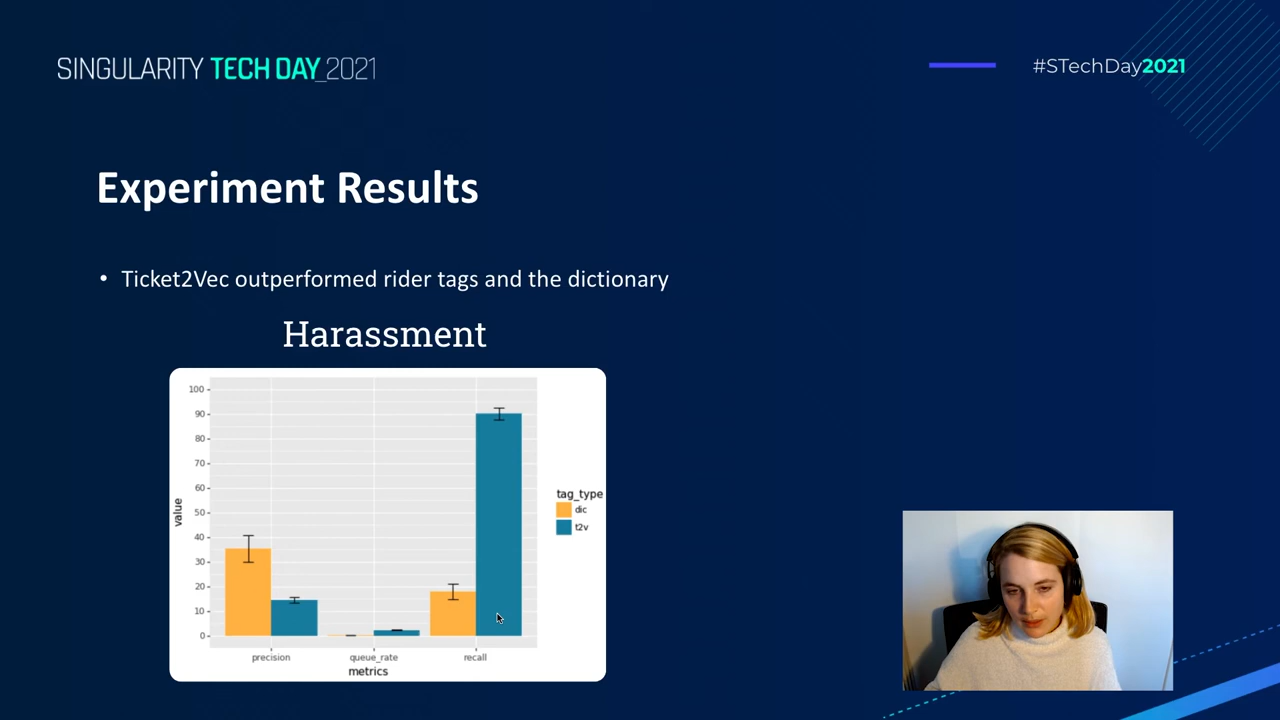 SINGULARITY TECH DAY_2021
#STechDay2021
Experiment Results
• Ticket2Vec outperformed rider tags and the dictionary
Harassment
100
90
80
70
60
50
40
30
20
10
0
value
precision
queue_rate
recall
metrics
tag_type
dic
t2v